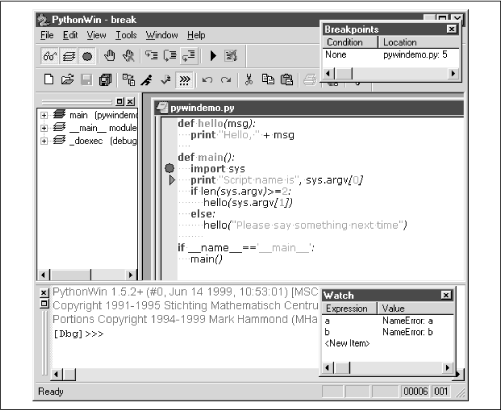 PythonWin - break
File Edit View Tools Window Help
Breakpoints
Condition Location
None pywindemo.py: 5
main (pywindem
__main__ module
_doexec (debug
pywindemo.py
def hello(msg):
print "Hello, " + msg
def main():
import sys
print "Script name is", sys.argv[0]
if len(sys.argv)>=2:
hello(sys.argv[1])
else:
hello("Please say something next time")
if __name__=='__main__':
main()
PythonWin 1.5.2+ (#0, Jun 14 1999, 10:53:01) [MSC
Copyright 1991-1995 Stichting Mathematisch Centru
Portions Copyright 1994-1999 Mark Hammond (MHa
[Dbg]>>>
Watch
Expression Value
a NameError: a
b NameError: b
<New Item>
Ready 00006 001